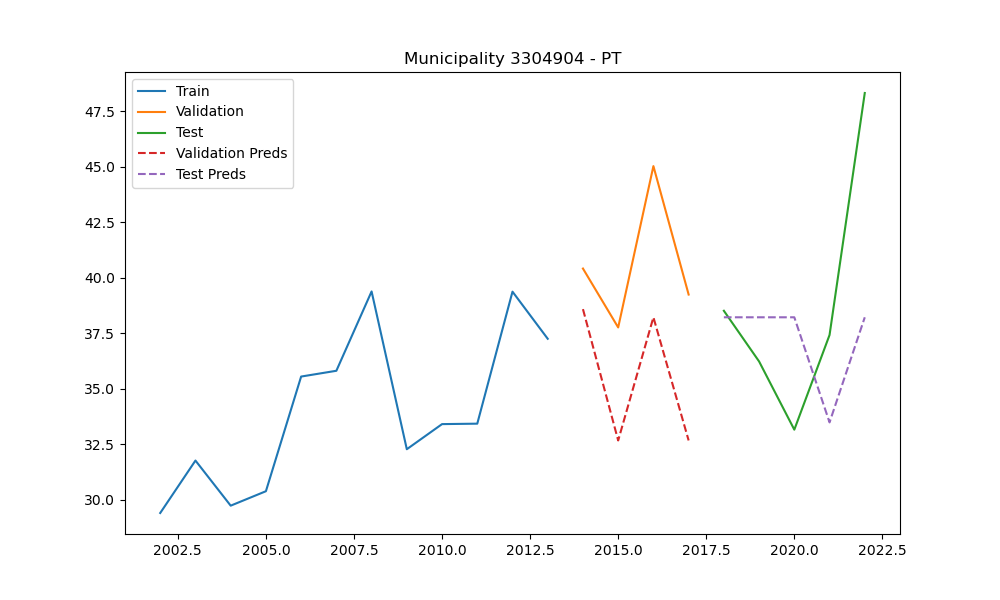 Municipality 3304904 - PT
Train
Validation
Test
Validation Preds
Test Preds
47.5
45.0
42.5
40.0
37.5
35.0
32.5
30.0
2002.5 2005.0 2007.5 2010.0 2012.5 2015.0 2017.5 2020.0 2022.5